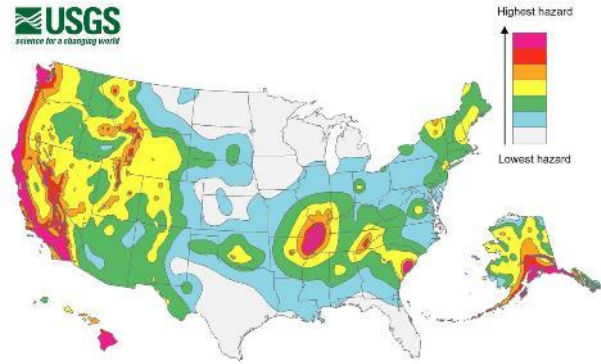 USGS
science for a changing world
Highest hazard
Lowest hazard